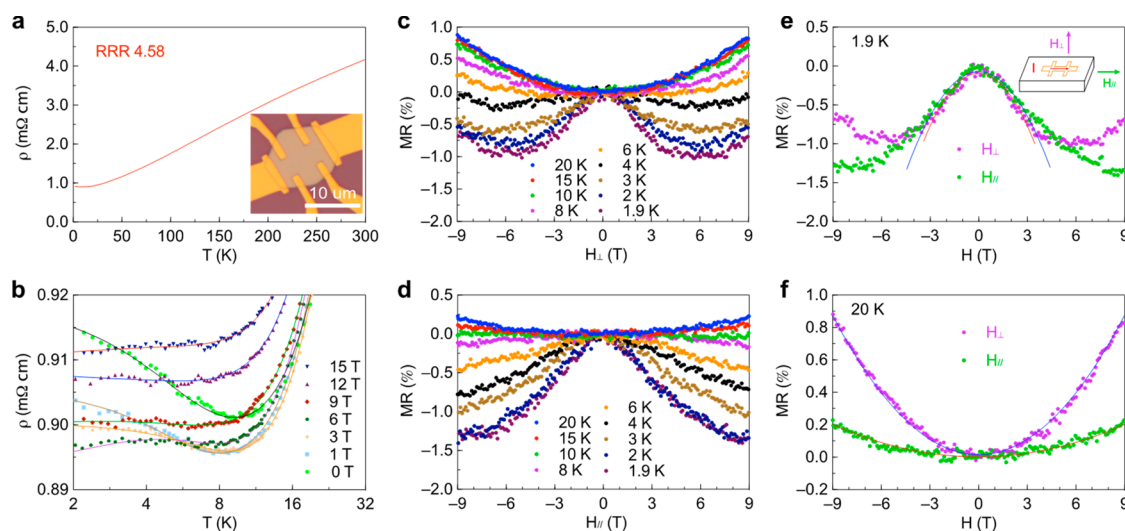 a
RRR 4.58
ρ (mΩ cm)
5.0
4.0
3.0
2.0
1.0
0.0
10 um
0 50 100 150 200 250 300
T (K)
b
ρ (mΩ cm)
0.92
0.91
0.90
0.89
15 T
12 T
9 T
6 T
3 T
1 T
0 T
2 4 8 16 32
T (K)
c
MR (%)
1.5
1.0
0.5
0.0
−0.5
−1.0
−1.5
−2.0
20 K
15 K
10 K
8 K
6 K
4 K
3 K
2 K
1.9 K
−9 −6 −3 0 3 6 9
H⊥ (T)
d
MR (%)
0.5
0.0
−0.5
−1.0
−1.5
−2.0
20 K
15 K
10 K
8 K
6 K
4 K
3 K
2 K
1.9 K
−9 −6 −3 0 3 6 9
H// (T)
e
1.9 K
H⊥
I
H//
MR (%)
0.5
0.0
−0.5
−1.0
−1.5
−2.0
H⊥
H//
−9 −6 −3 0 3 6 9
H (T)
f
20 K
MR (%)
1.0
0.8
0.6
0.4
0.2
0.0
−0.2
H⊥
H//
−9 −6 −3 0 3 6 9
H (T)